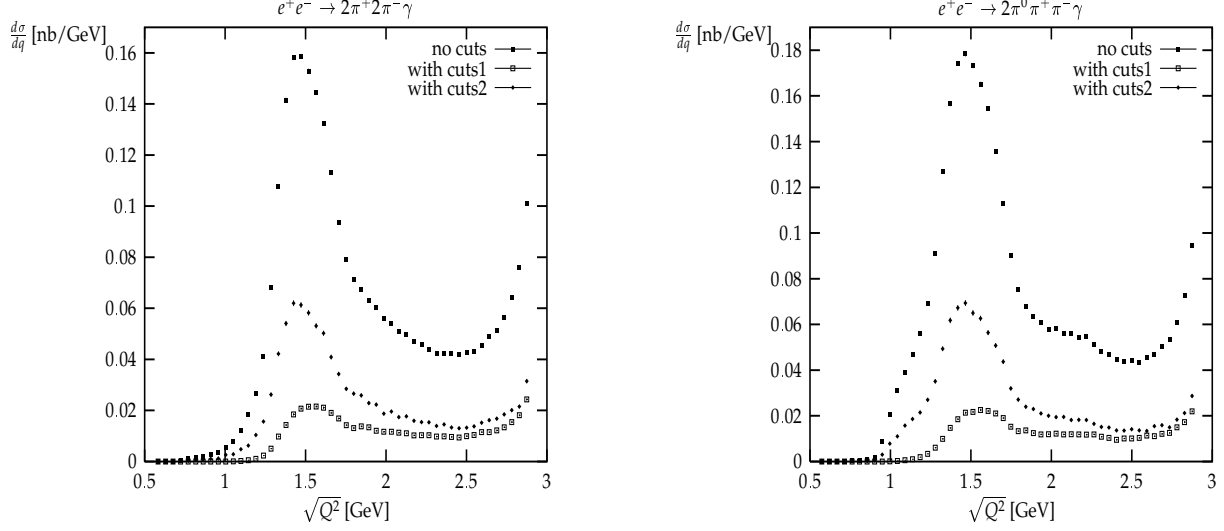 e⁺e⁻ → 2π⁺2π⁻γ
dσ/dq [nb/GeV]
0.16
0.14
0.12
0.1
0.08
0.06
0.04
0.02
0
no cuts
with cuts1
with cuts2
0.5 1 1.5 2 2.5 3
√Q² [GeV]
e⁺e⁻ → 2π⁰π⁺π⁻γ
dσ/dq [nb/GeV]
0.18
0.16
0.14
0.12
0.1
0.08
0.06
0.04
0.02
0
no cuts
with cuts1
with cuts2
0.5 1 1.5 2 2.5 3
√Q² [GeV]